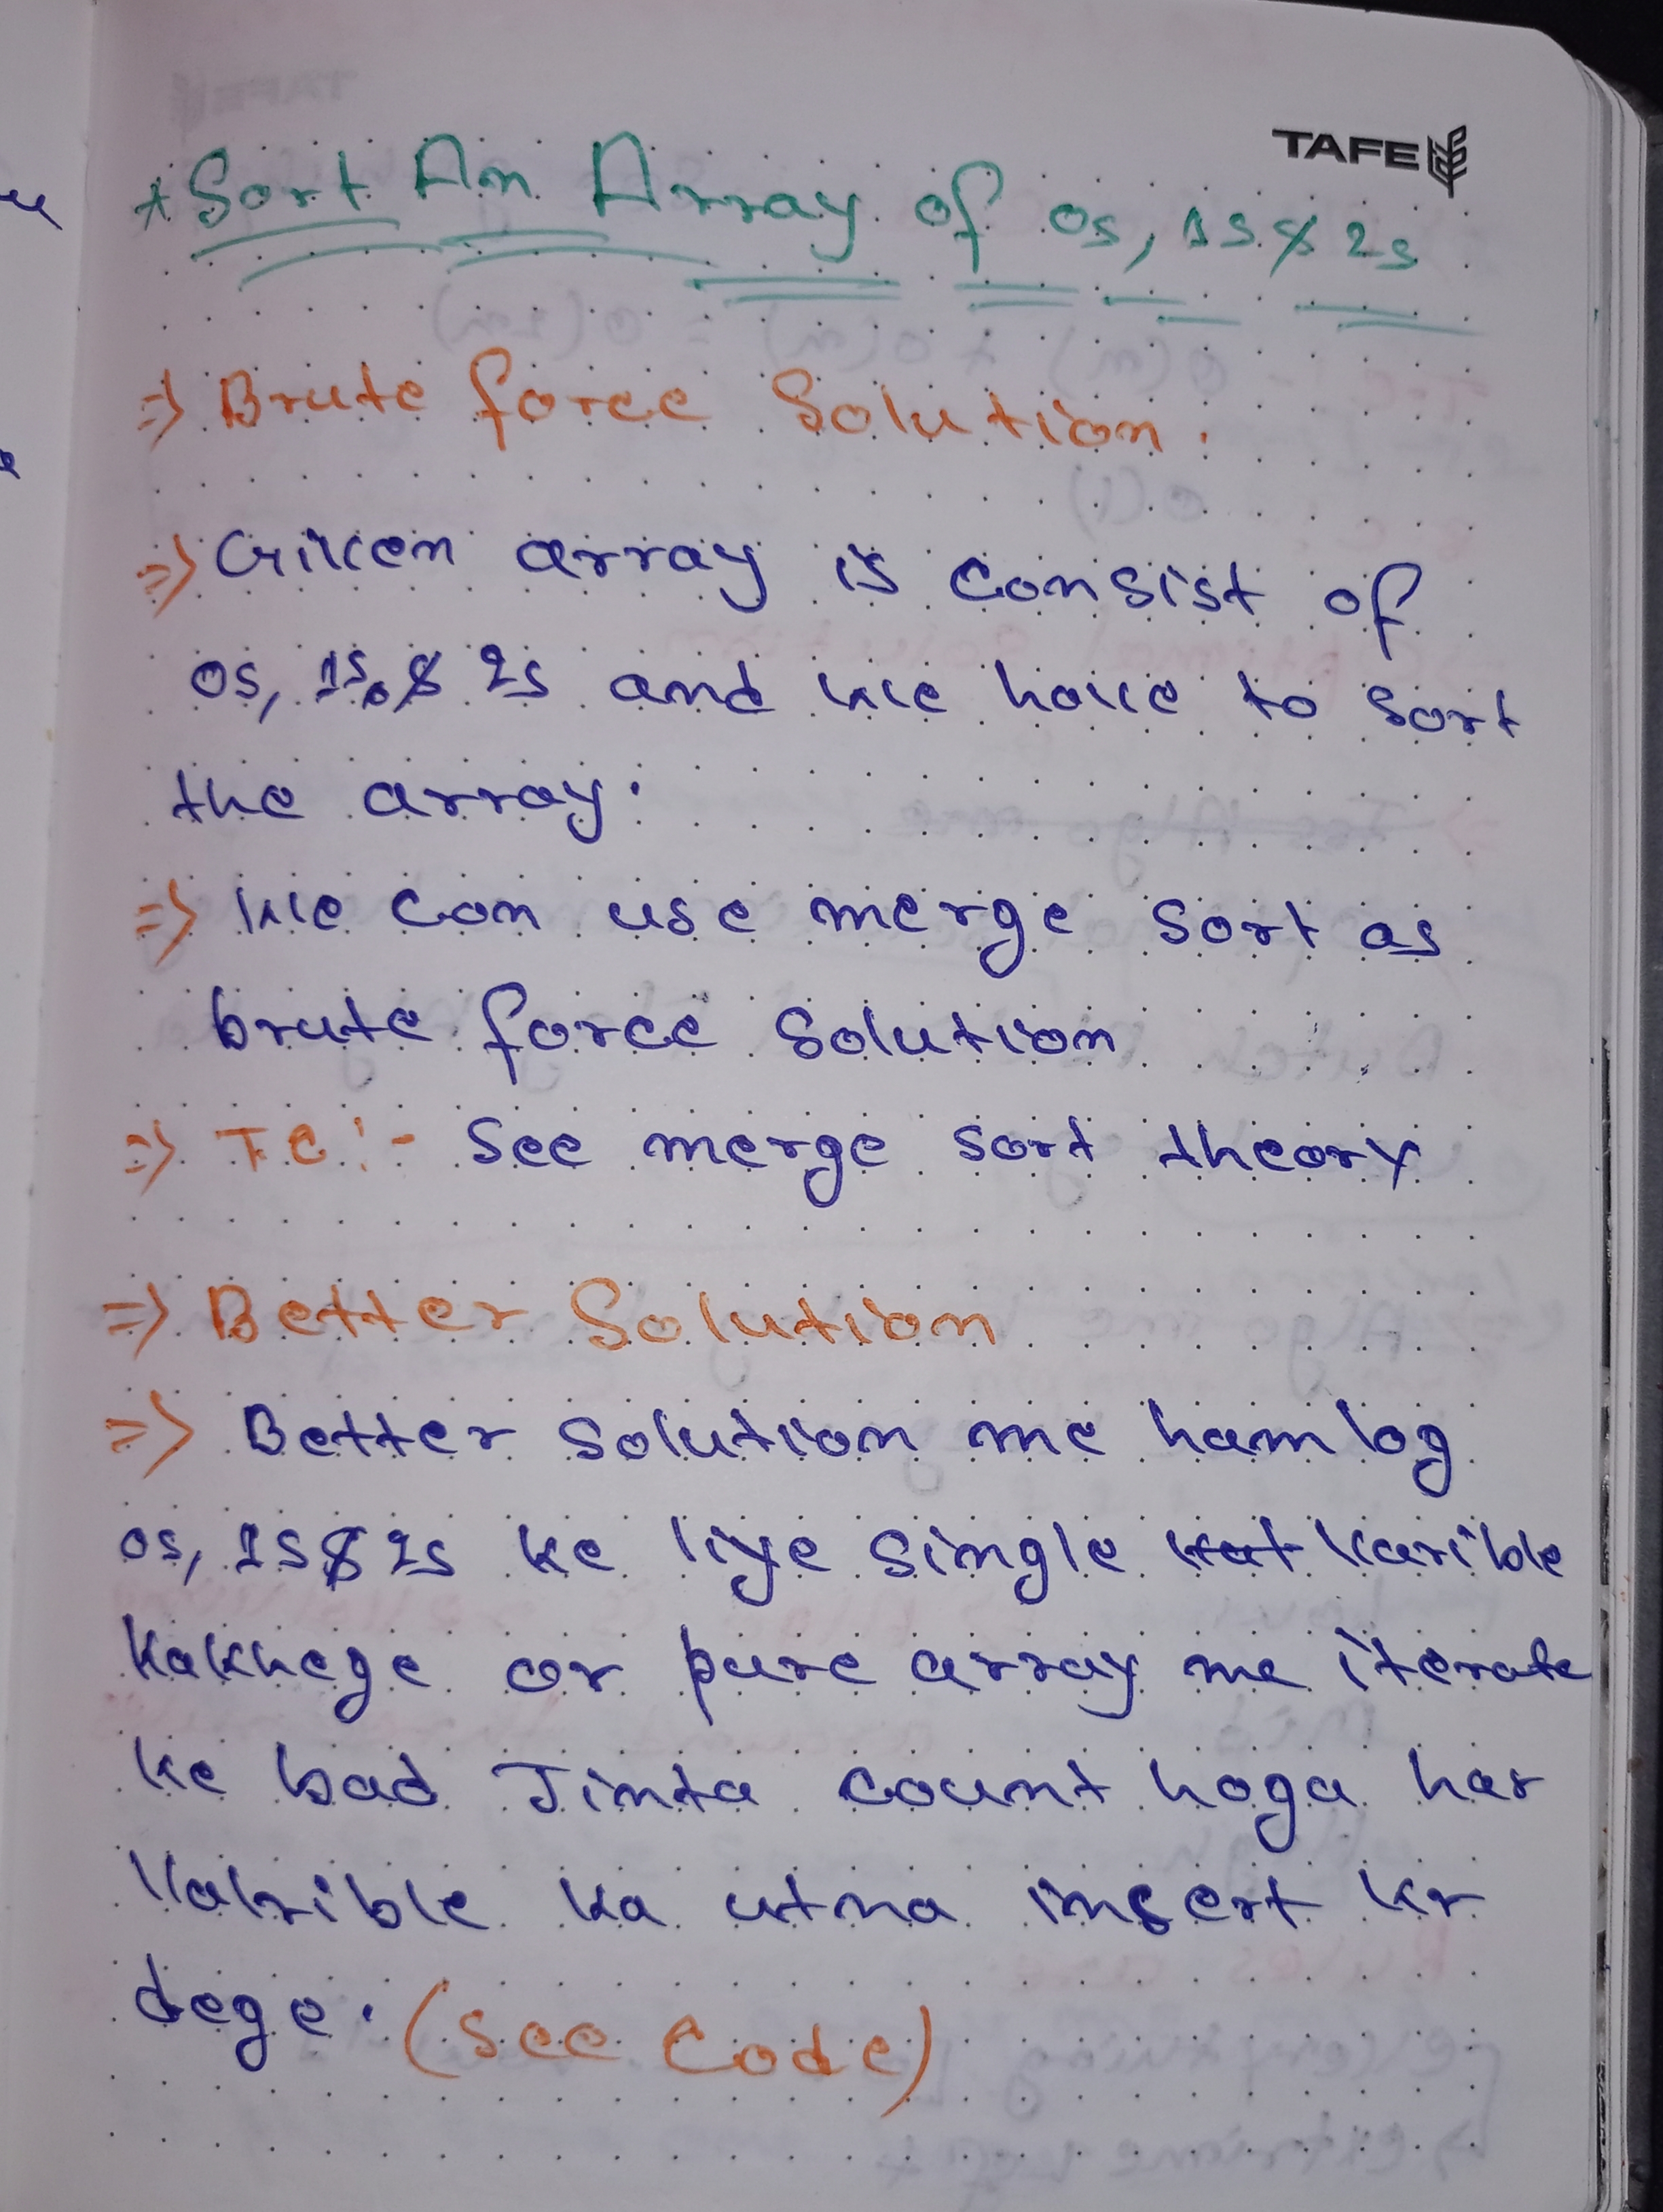 TAFE
* Sort An Array of 0s, 1s & 2s
=> Brute force Solution:
=> Given array is consist of
0s, 1s, & 2s and we have to sort
the array.
=> We can use merge sort as
brute force solution
=> TC :- See merge sort theory
=> Better Solution
=> Better solution me hamlog
0s, 1s & 2s ke liye single varible
kakhege or pure array me iterate
ke bad Jinta count hoga har
ka utna insert kr
dege. (See Code)